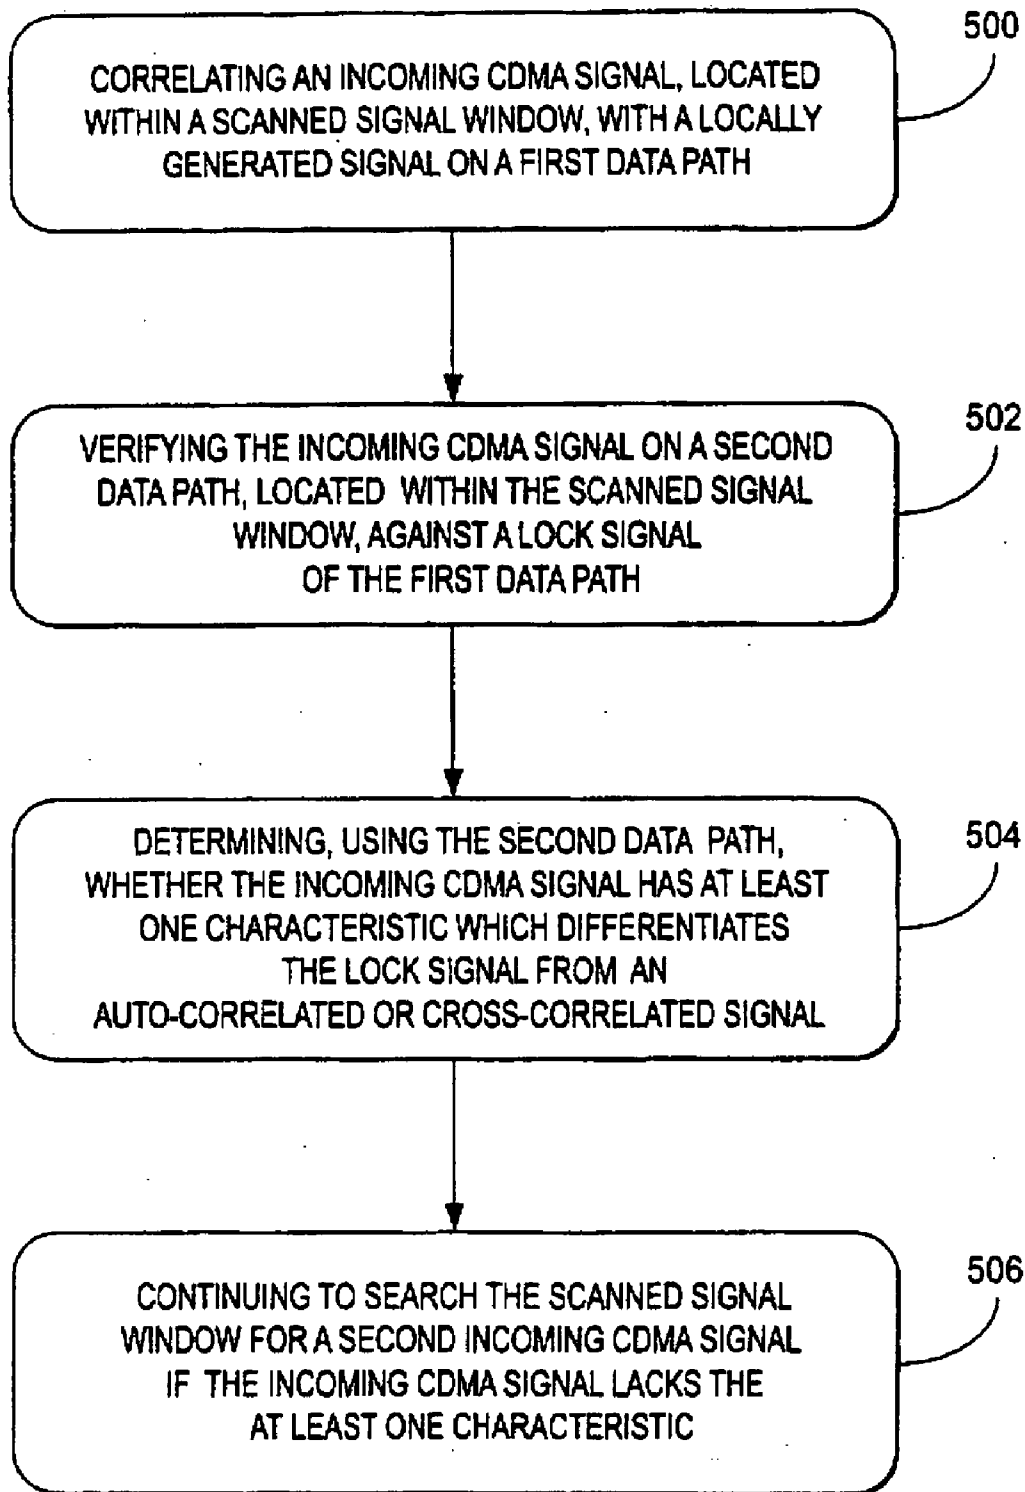 500
CORRELATING AN INCOMING CDMA SIGNAL, LOCATED
WITHIN A SCANNED SIGNAL WINDOW, WITH A LOCALLY
GENERATED SIGNAL ON A FIRST DATA PATH
502
VERIFYING THE INCOMING CDMA SIGNAL ON A SECOND
DATA PATH, LOCATED WITHIN THE SCANNED SIGNAL
WINDOW, AGAINST A LOCK SIGNAL
OF THE FIRST DATA PATH
504
DETERMINING, USING THE SECOND DATA PATH,
WHETHER THE INCOMING CDMA SIGNAL HAS AT LEAST
ONE CHARACTERISTIC WHICH DIFFERENTIATES
THE LOCK SIGNAL FROM AN
AUTO-CORRELATED OR CROSS-CORRELATED SIGNAL
506
CONTINUING TO SEARCH THE SCANNED SIGNAL
WINDOW FOR A SECOND INCOMING CDMA SIGNAL
IF THE INCOMING CDMA SIGNAL LACKS THE
AT LEAST ONE CHARACTERISTIC